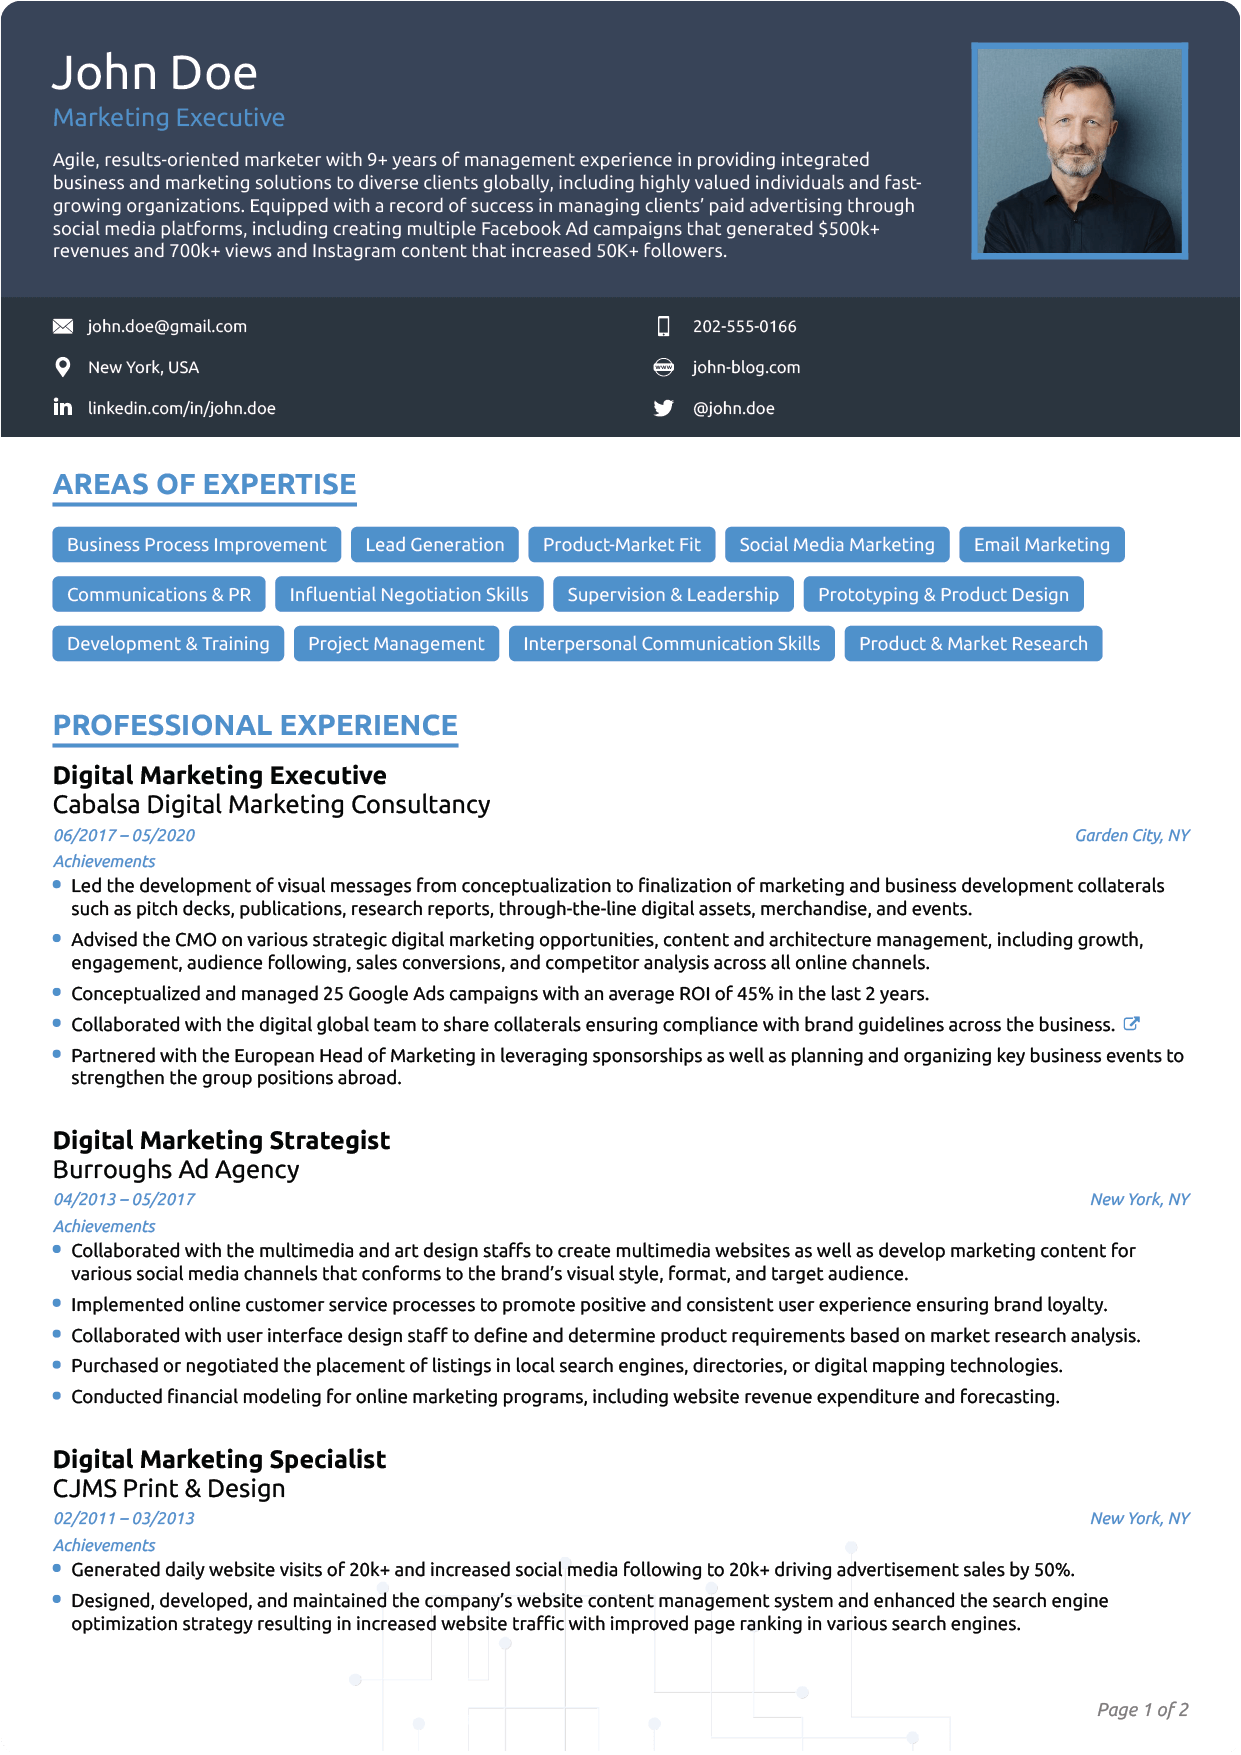 John Doe
Marketing Executive
Agile, results-oriented marketer with 9+ years of management experience in providing integrated
business and marketing solutions to diverse clients globally, including highly valued individuals and fast-
growing organizations. Equipped with a record of success in managing clients’ paid advertising through
social media platforms, including creating multiple Facebook Ad campaigns that generated $500k+
revenues and 700k+ views and Instagram content that increased 50K+ followers.
john.doe@gmail.com
202-555-0166
New York, USA
www
john-blog.com
in
linkedin.com/in/john.doe
@john.doe
AREAS OF EXPERTISE
Business Process Improvement
Lead Generation
Product-Market Fit
Social Media Marketing
Email Marketing
Communications & PR
Influential Negotiation Skills
Supervision & Leadership
Prototyping & Product Design
Development & Training
Project Management
Interpersonal Communication Skills
Product & Market Research
PROFESSIONAL EXPERIENCE
Digital Marketing Executive
Cabalsa Digital Marketing Consultancy
06/2017 – 05/2020
Garden City, NY
Achievements
Led the development of visual messages from conceptualization to finalization of marketing and business development collaterals
such as pitch decks, publications, research reports, through-the-line digital assets, merchandise, and events.
Advised the CMO on various strategic digital marketing opportunities, content and architecture management, including growth,
engagement, audience following, sales conversions, and competitor analysis across all online channels.
Conceptualized and managed 25 Google Ads campaigns with an average ROI of 45% in the last 2 years.
Collaborated with the digital global team to share collaterals ensuring compliance with brand guidelines across the business.
Partnered with the European Head of Marketing in leveraging sponsorships as well as planning and organizing key business events to
strengthen the group positions abroad.
Digital Marketing Strategist
Burroughs Ad Agency
04/2013 – 05/2017
New York, NY
Achievements
Collaborated with the multimedia and art design staffs to create multimedia websites as well as develop marketing content for
various social media channels that conforms to the brand’s visual style, format, and target audience.
Implemented online customer service processes to promote positive and consistent user experience ensuring brand loyalty.
Collaborated with user interface design staff to define and determine product requirements based on market research analysis.
Purchased or negotiated the placement of listings in local search engines, directories, or digital mapping technologies.
Conducted financial modeling for online marketing programs, including website revenue expenditure and forecasting.
Digital Marketing Specialist
CJMS Print & Design
02/2011 – 03/2013
New York, NY
Achievements
Generated daily website visits of 20k+ and increased social media following to 20k+ driving advertisement sales by 50%.
Designed, developed, and maintained the company’s website content management system and enhanced the search engine
optimization strategy resulting in increased website traffic with improved page ranking in various search engines.
Page 1 of 2